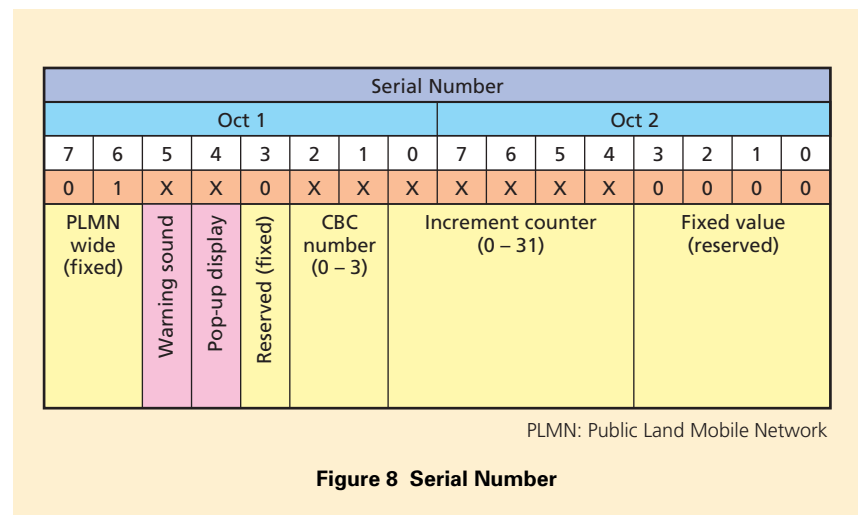 Serial Number
Oct 1 Oct 2
7 6 5 4 3 2 1 0 7 6 5 4 3 2 1 0
0 1 X X 0 X X X X X X X 0 0 0 0
PLMN
wide
(fixed)
Warning sound
Pop-up display
Reserved (fixed)
CBC
number
(0 – 3)
Increment counter
(0 – 31)
Fixed value
(reserved)
PLMN: Public Land Mobile Network
Figure 8 Serial Number